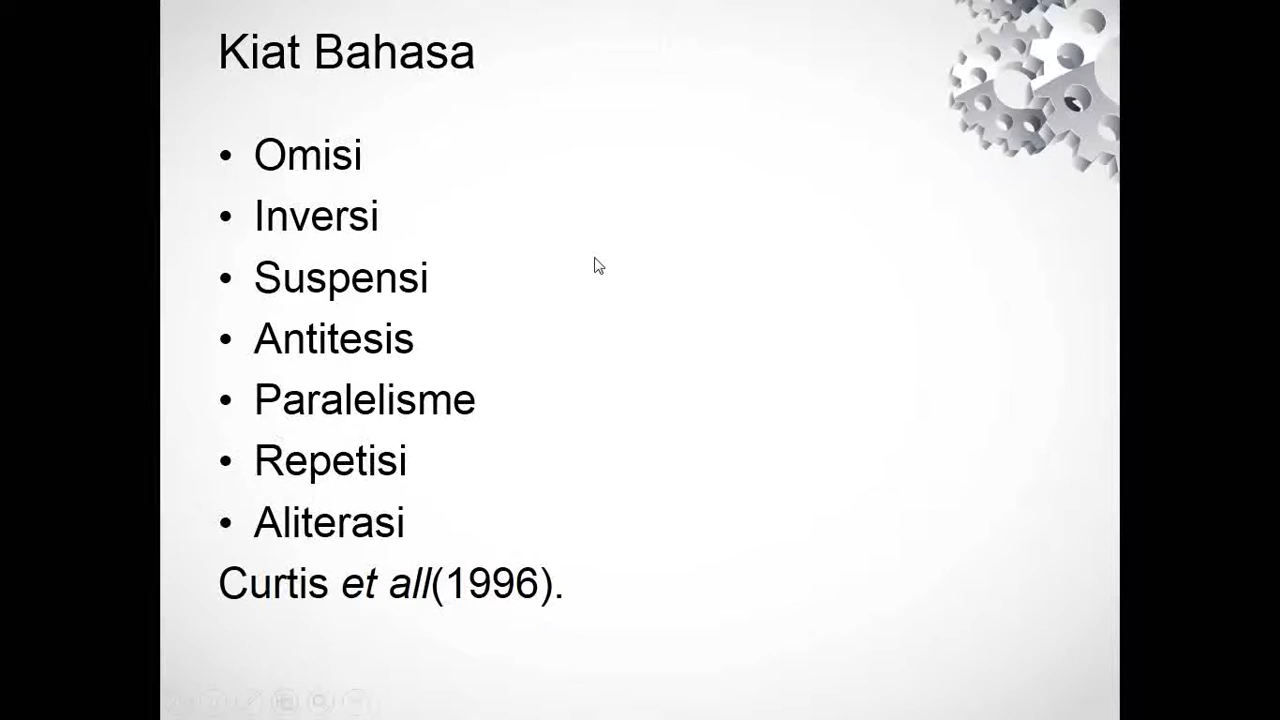 Kiat Bahasa
• Omisi
• Inversi
• Suspensi
• Antitesis
• Paralelisme
• Repetisi
• Aliterasi
Curtis et all(1996).